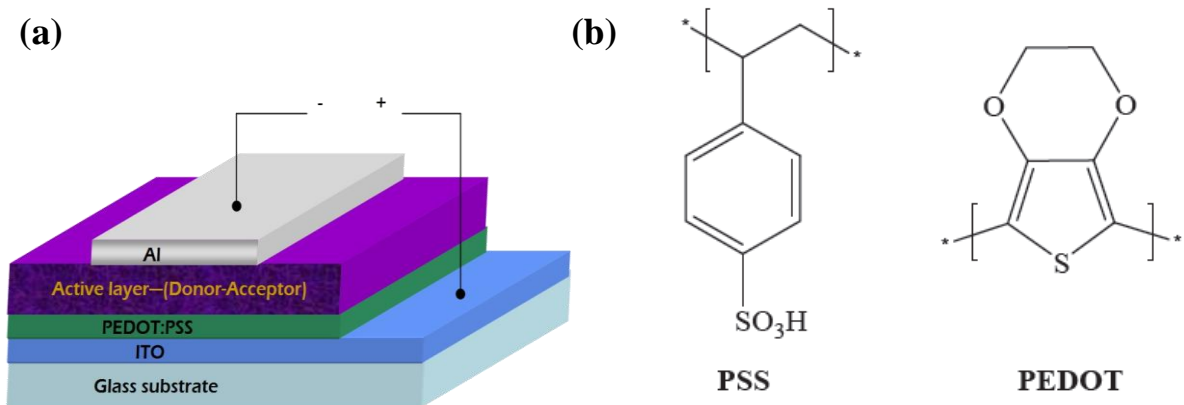 (a)
- +
Al
Active layer—(Donor-Acceptor)
PEDOT:PSS
ITO
Glass substrate
(b)
* [ ] *
SO₃H
PSS
O O
* [ S ] *
PEDOT